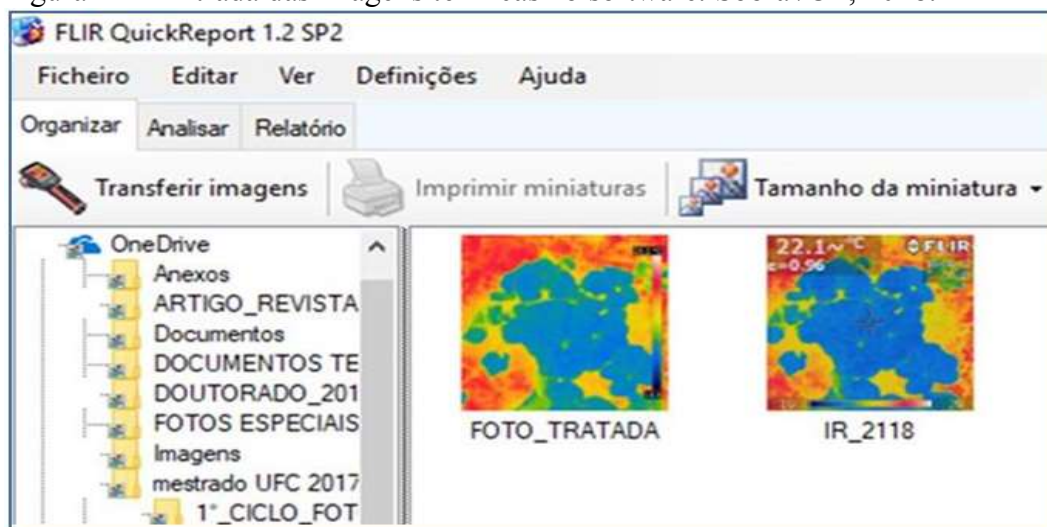 FLIR QuickReport 1.2 SP2
Ficheiro Editar Ver Definições Ajuda
Organizar Analisar Relatório
Transferir imagens Imprimir miniaturas Tamanho da miniatura
OneDrive
Anexos
ARTIGO_REVISTA
Documentos
DOCUMENTOS TE
DOUTORADO_201
FOTOS ESPECIAIS
Imagens
mestrado UFC 2017
1°_CICLO_FOT
22.1~°C FLIR
ε=0.96
FOTO_TRATADA
IR_2118